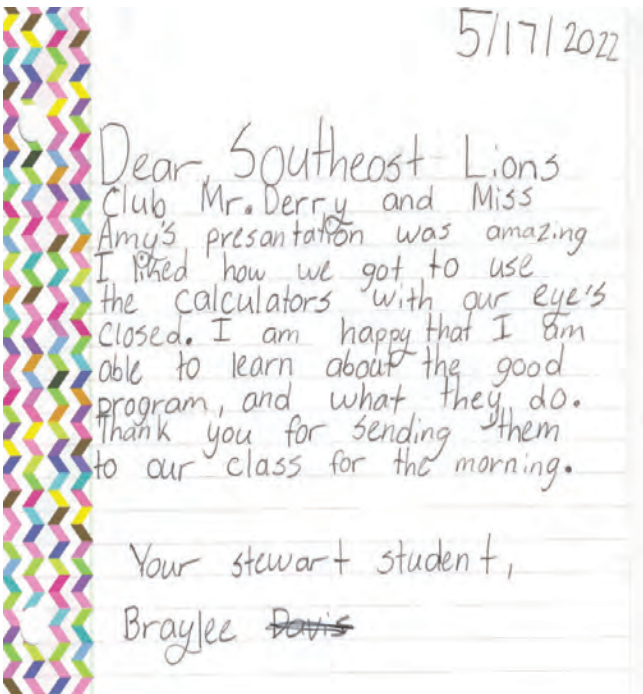 5/17/2022
Dear, Southeast Lions
Club Mr. Derry and Miss
Amy's presantation was amazing
I liked how we got to use
the calculators with our eye's
closed. I am happy that I am
able to learn about the good
program, and what they do.
Thank you for sending them
to our class for the morning.
Your stewart student,
Braylee